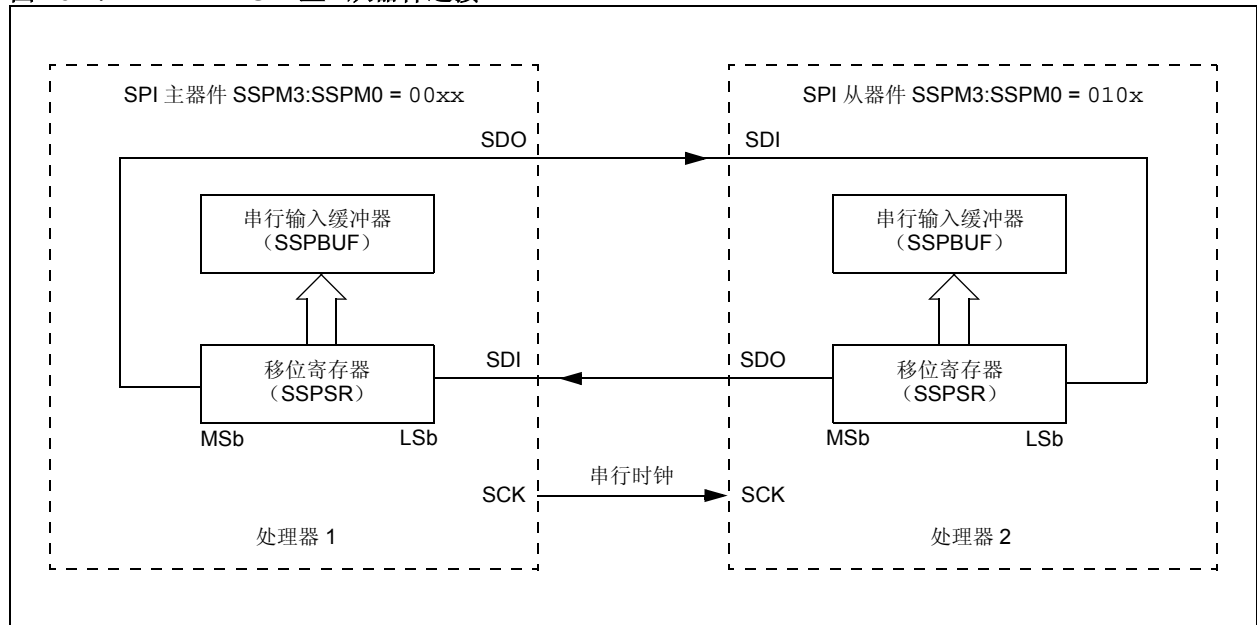 SPI 主器件 SSPM3:SSPM0 = 00xx
SPI 从器件 SSPM3:SSPM0 = 010x
SDO
SDI
串行输入缓冲器
（SSPBUF）
串行输入缓冲器
（SSPBUF）
移位寄存器
（SSPSR）
SDI
SDO
移位寄存器
（SSPSR）
MSb
LSb
MSb
LSb
串行时钟
SCK
SCK
处理器 1
处理器 2